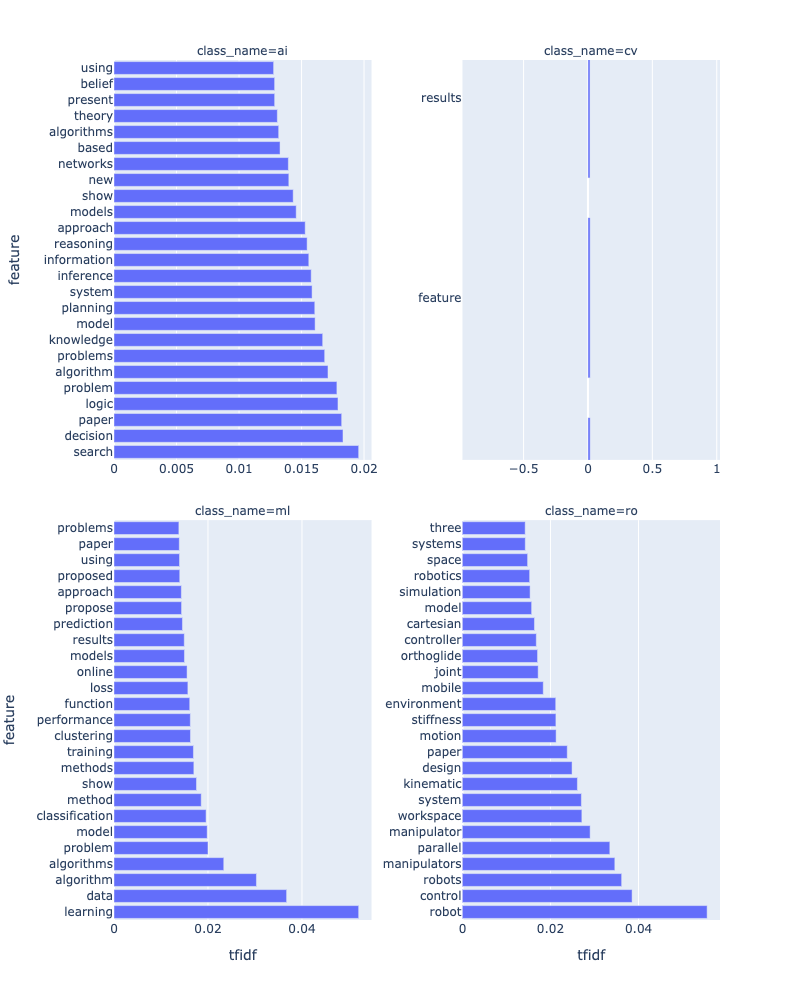 class_name=ai
using
belief
present
theory
algorithms
based
networks
new
show
models
approach
reasoning
information
inference
system
planning
model
knowledge
problems
algorithm
problem
logic
paper
decision
search
0 0.005 0.01 0.015 0.02
feature
class_name=cv
results
feature
−0.5 0 0.5 1
class_name=ml
problems
paper
using
proposed
approach
propose
prediction
results
models
online
loss
function
performance
clustering
training
methods
show
method
classification
model
problem
algorithms
algorithm
data
learning
0 0.02 0.04
tfidf
feature
class_name=ro
three
systems
space
robotics
simulation
model
cartesian
controller
orthoglide
joint
mobile
environment
stiffness
motion
paper
design
kinematic
system
workspace
manipulator
parallel
manipulators
robots
control
robot
0 0.02 0.04
tfidf